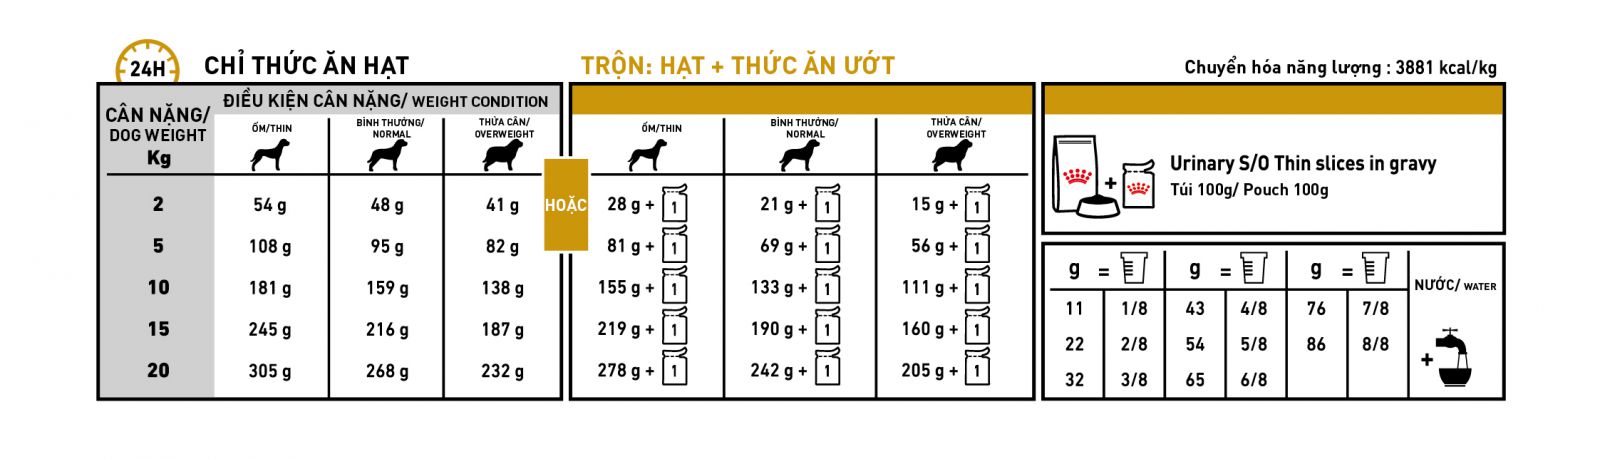 24H CHỈ THỨC ĂN HẠT
CÂN NẶNG/
DOG WEIGHT
Kg
ĐIỀU KIỆN CÂN NẶNG/ WEIGHT CONDITION
ỐM/THIN
BÌNH THƯỜNG/
NORMAL
THỪA CÂN/
OVERWEIGHT
2 54 g 48 g 41 g
5 108 g 95 g 82 g
10 181 g 159 g 138 g
15 245 g 216 g 187 g
20 305 g 268 g 232 g
HOẶC
TRỘN: HẠT + THỨC ĂN ƯỚT
ỐM/THIN
BÌNH THƯỜNG/
NORMAL
THỪA CÂN/
OVERWEIGHT
28 g + 1 21 g + 1 15 g + 1
81 g + 1 69 g + 1 56 g + 1
155 g + 1 133 g + 1 111 g + 1
219 g + 1 190 g + 1 160 g + 1
278 g + 1 242 g + 1 205 g + 1
Chuyển hóa năng lượng : 3881 kcal/kg
+
Urinary S/O Thin slices in gravy
Túi 100g/ Pouch 100g
g = g = g =
11 1/8 43 4/8 76 7/8
22 2/8 54 5/8 86 8/8
32 3/8 65 6/8
NƯỚC/ WATER
+